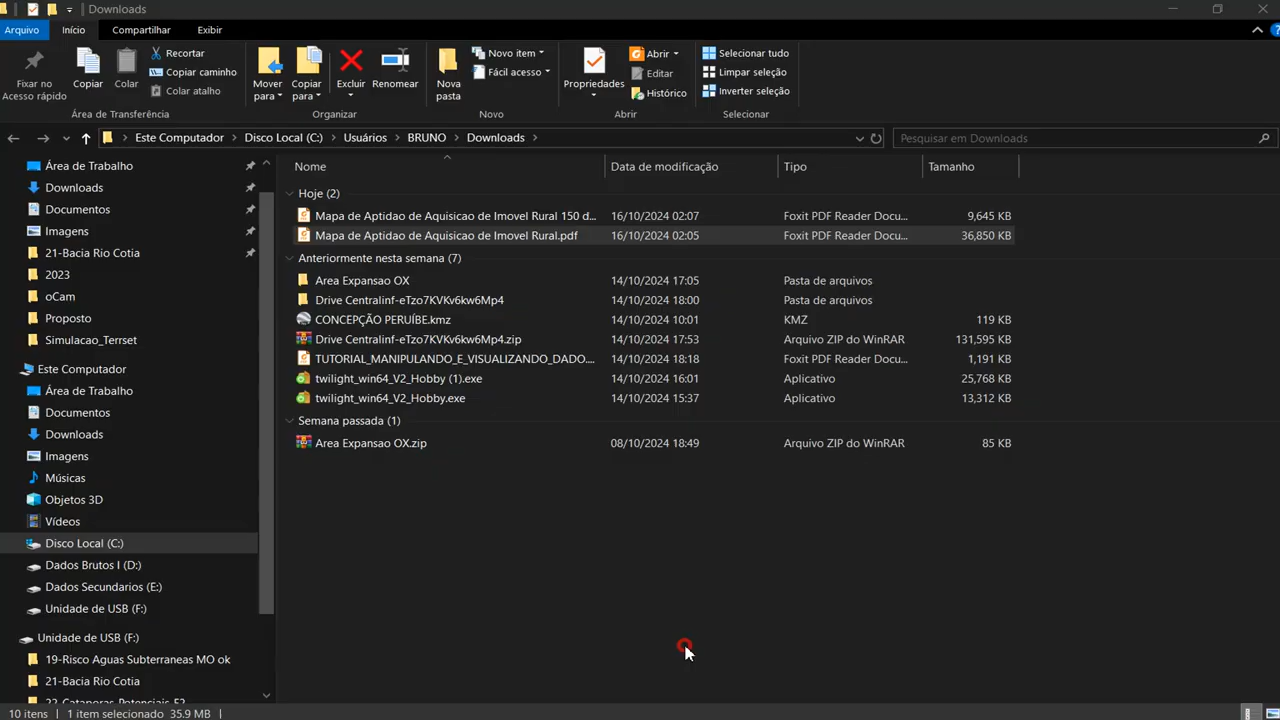 Downloads
Arquivo Início Compartilhar Exibir
Fixar no Acesso rápido
Copiar
Colar
Recortar
Copiar caminho
Colar atalho
Área de Transferência
Mover para
Copiar para
Excluir
Renomear
Organizar
Nova pasta
Novo item
Fácil acesso
Novo
Propriedades
Abrir
Editar
Histórico
Abrir
Selecionar tudo
Limpar seleção
Inverter seleção
Selecionar
Este Computador > Disco Local (C:) > Usuários > BRUNO > Downloads >
Pesquisar em Downloads
Área de Trabalho
Downloads
Documentos
Imagens
21-Bacia Rio Cotia
2023
oCam
Proposto
Simulacao_Terrset
Este Computador
Área de Trabalho
Documentos
Downloads
Imagens
Músicas
Objetos 3D
Vídeos
Disco Local (C:)
Dados Brutos I (D:)
Dados Secundarios (E:)
Unidade de USB (F:)
Unidade de USB (F:)
19-Risco Aguas Subterraneas MO ok
21-Bacia Rio Cotia
Nome Data de modificação Tipo Tamanho
Hoje (2)
Mapa de Aptidao de Aquisicao de Imovel Rural 150 d... 16/10/2024 02:07 Foxit PDF Reader Docu... 9,645 KB
Mapa de Aptidao de Aquisicao de Imovel Rural.pdf 16/10/2024 02:05 Foxit PDF Reader Docu... 36,850 KB
Anteriormente nesta semana (7)
Area Expansao OX 14/10/2024 17:05 Pasta de arquivos
Drive Centralinf-eTzo7KVKv6kw6Mp4 14/10/2024 18:00 Pasta de arquivos
CONCEPÇÃO PERUÍBE.kmz 14/10/2024 10:01 KMZ 119 KB
Drive Centralinf-eTzo7KVKv6kw6Mp4.zip 14/10/2024 17:53 Arquivo ZIP do WinRAR 131,595 KB
TUTORIAL_MANIPULANDO_E_VISUALIZANDO_DADO.... 14/10/2024 18:18 Foxit PDF Reader Docu... 1,191 KB
twilight_win64_V2_Hobby (1).exe 14/10/2024 16:01 Aplicativo 25,768 KB
twilight_win64_V2_Hobby.exe 14/10/2024 15:37 Aplicativo 13,312 KB
Semana passada (1)
Area Expansao OX.zip 08/10/2024 18:49 Arquivo ZIP do WinRAR 85 KB
10 itens | 1 item selecionado 35.9 MB |